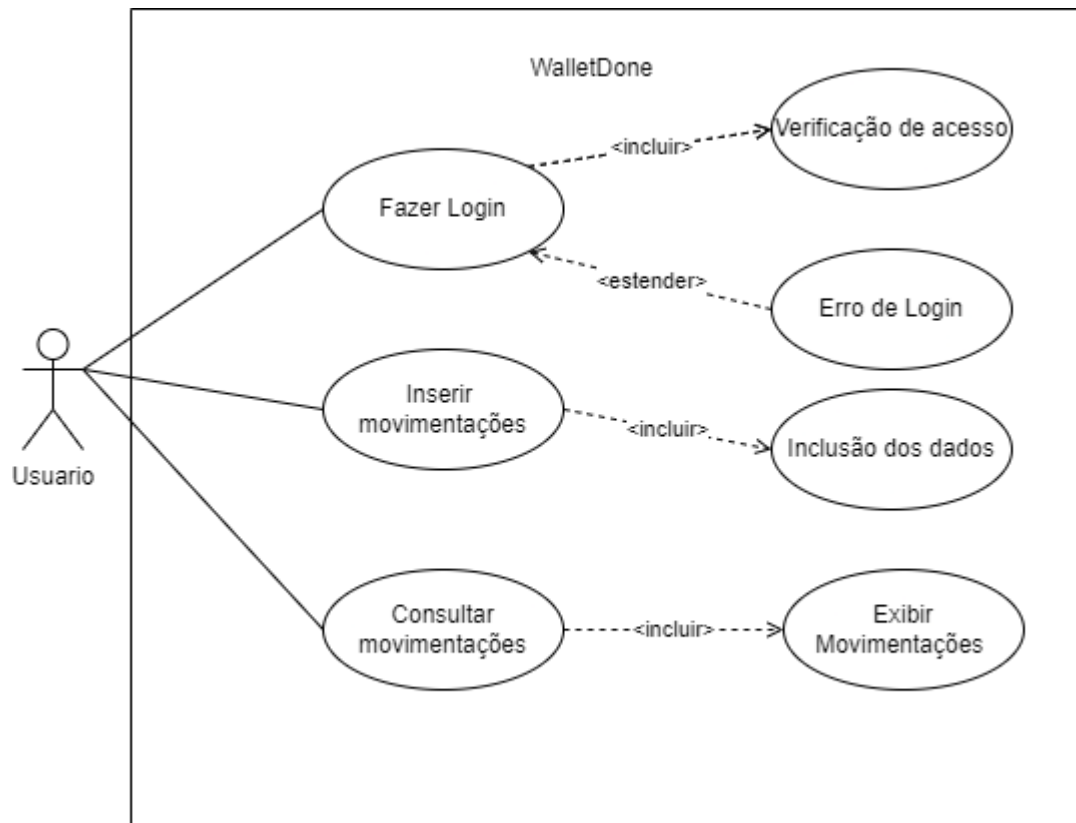 WalletDone
Verificação de acesso
<incluir>
Fazer Login
<estender>
Erro de Login
Inserir
movimentações
<incluir>
Inclusão dos dados
Usuario
Consultar
movimentações
<incluir>
Exibir
Movimentações